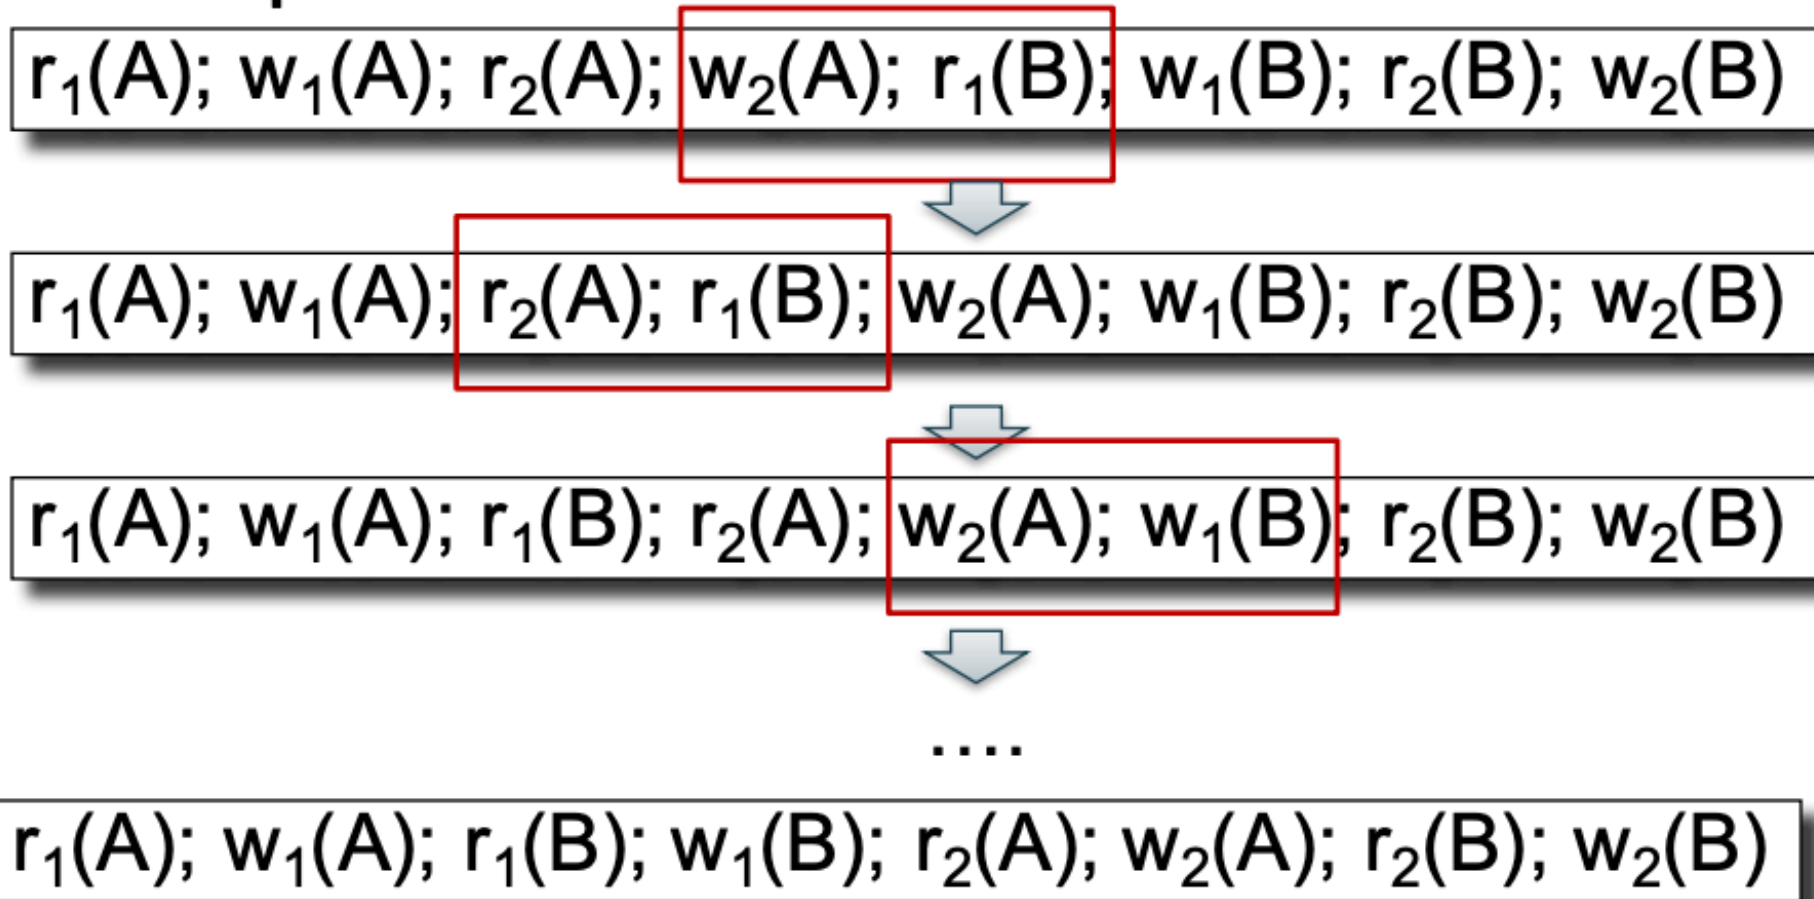 r₁(A); w₁(A); r₂(A); w₂(A); r₁(B); w₁(B); r₂(B); w₂(B)
r₁(A); w₁(A); r₂(A); r₁(B); w₂(A); w₁(B); r₂(B); w₂(B)
r₁(A); w₁(A); r₁(B); r₂(A); w₂(A); w₁(B); r₂(B); w₂(B)
....
r₁(A); w₁(A); r₁(B); w₁(B); r₂(A); w₂(A); r₂(B); w₂(B)